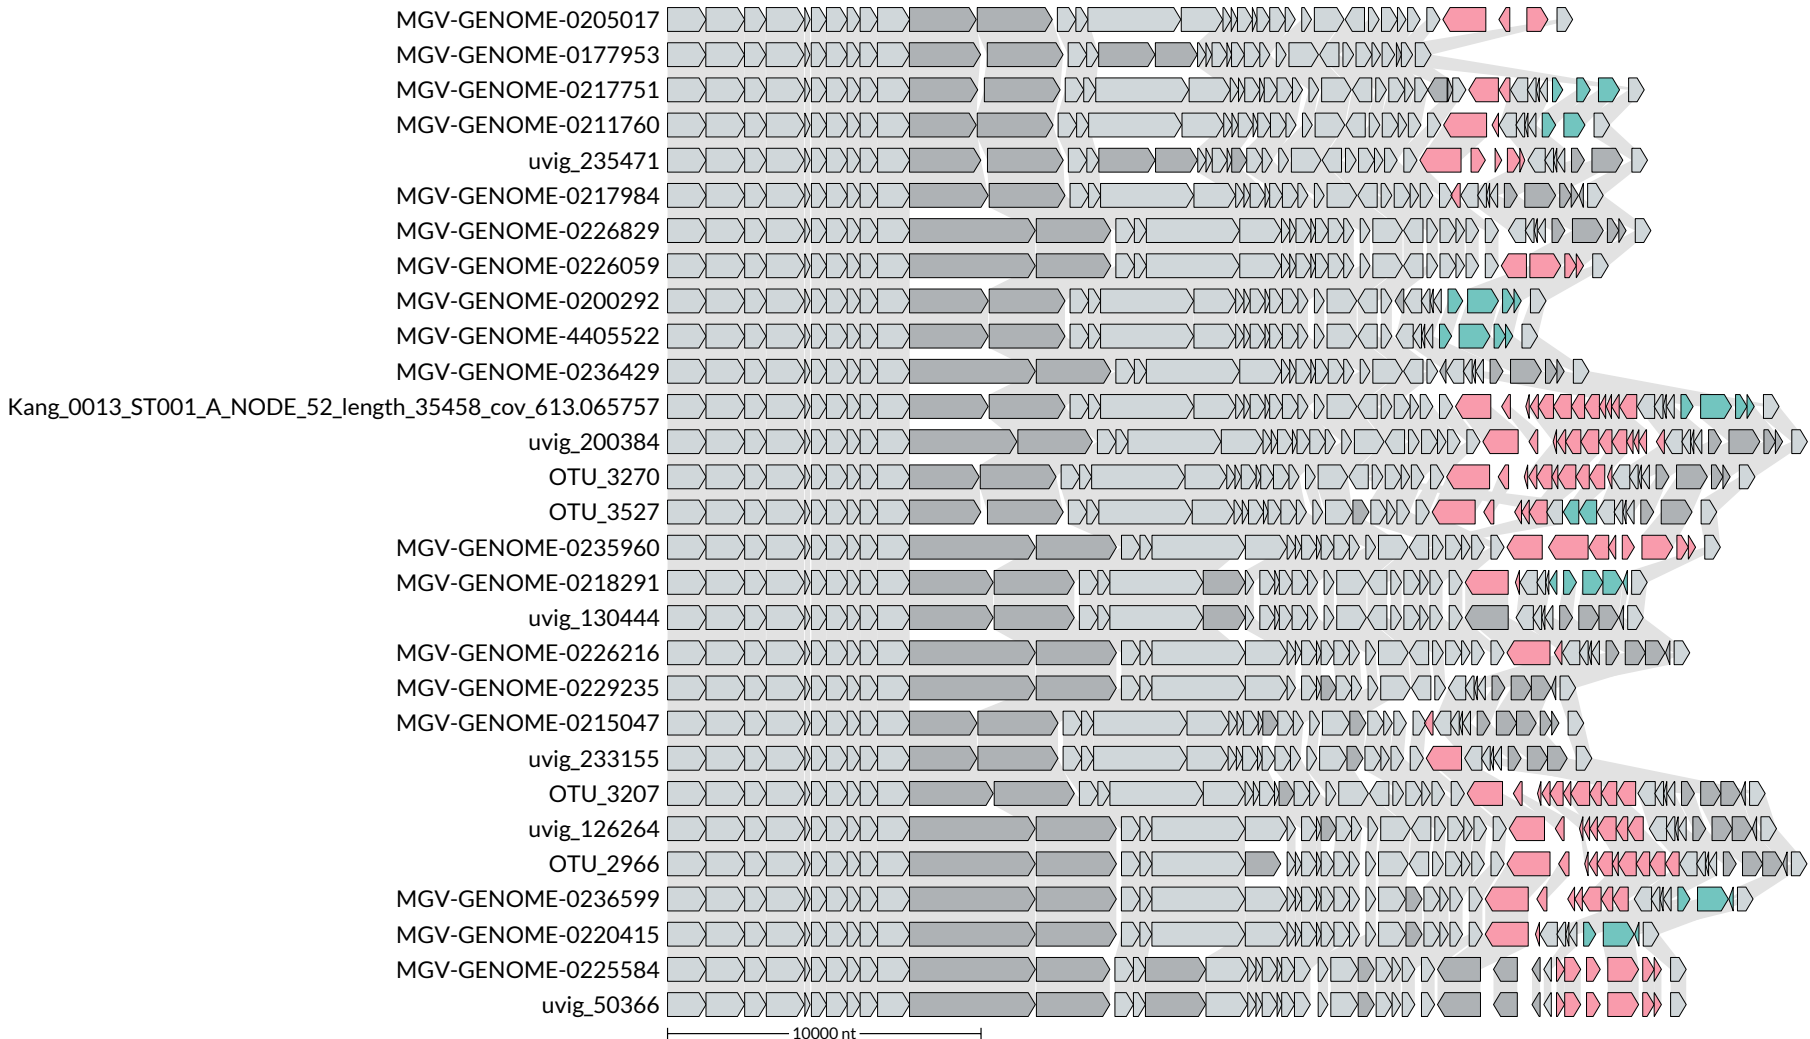 MGV-GENOME-0205017
MGV-GENOME-0177953
MGV-GENOME-0217751
MGV-GENOME-0211760
uvig_235471
MGV-GENOME-0217984
MGV-GENOME-0226829
MGV-GENOME-0226059
MGV-GENOME-0200292
MGV-GENOME-4405522
MGV-GENOME-0236429
Kang_0013_ST001_A_NODE_52_length_35458_cov_613.065757
uvig_200384
OTU_3270
OTU_3527
MGV-GENOME-0235960
MGV-GENOME-0218291
uvig_130444
MGV-GENOME-0226216
MGV-GENOME-0229235
MGV-GENOME-0215047
uvig_233155
OTU_3207
uvig_126264
OTU_2966
MGV-GENOME-0236599
MGV-GENOME-0220415
MGV-GENOME-0225584
uvig_50366
10000 nt